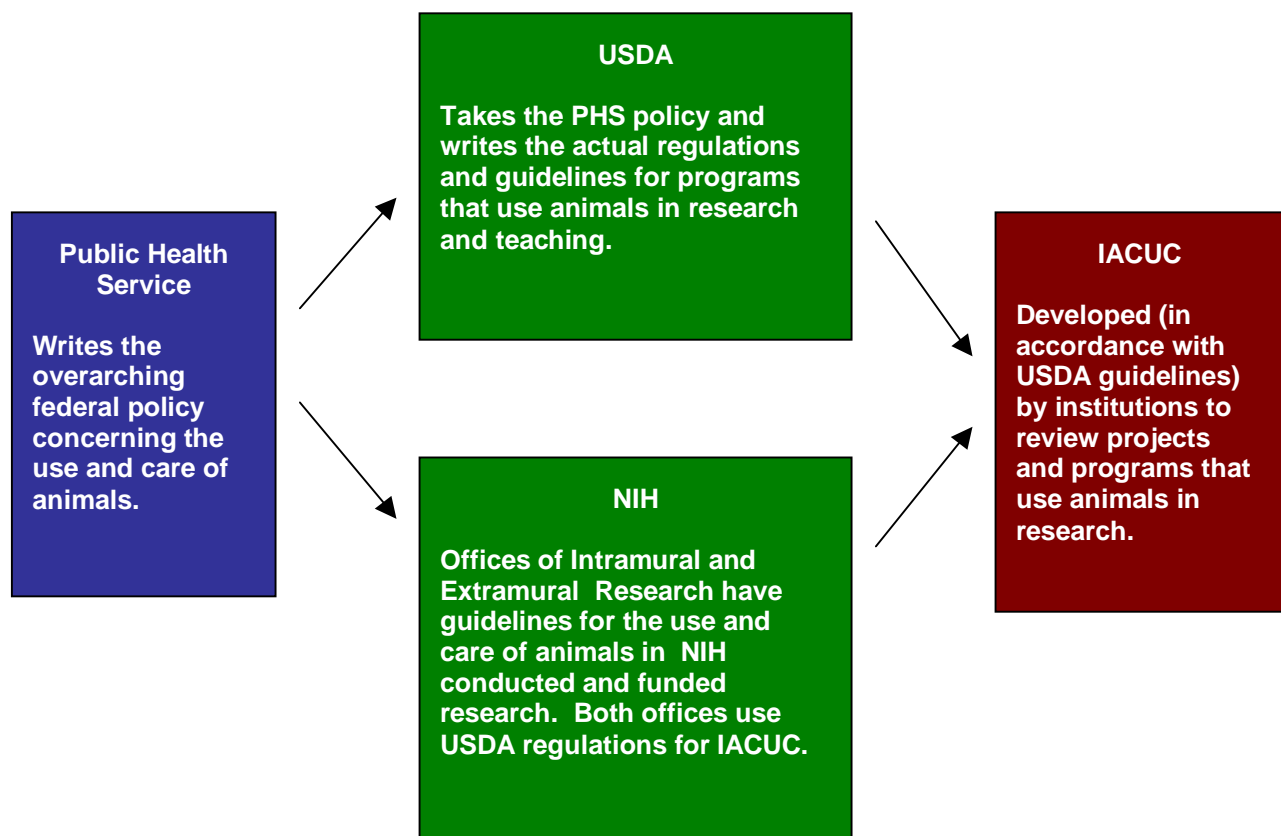 Public Health
Service
Writes the
overarching
federal policy
concerning the
use and care of
animals.
USDA
Takes the PHS policy and
writes the actual regulations
and guidelines for programs
that use animals in research
and teaching.
NIH
Offices of Intramural and
Extramural Research have
guidelines for the use and
care of animals in NIH
conducted and funded
research. Both offices use
USDA regulations for IACUC.
IACUC
Developed (in
accordance with
USDA guidelines)
by institutions to
review projects
and programs that
use animals in
research.